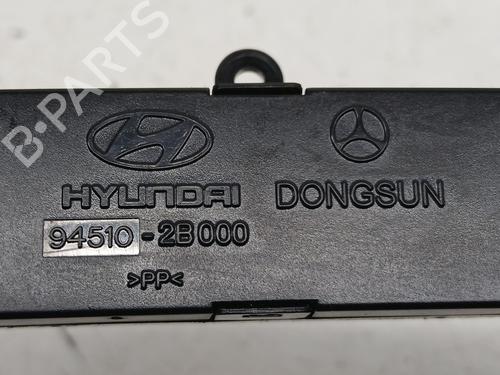 B-PARTS
HYUNDAI DONGSUN
94510-2B000
>PP<